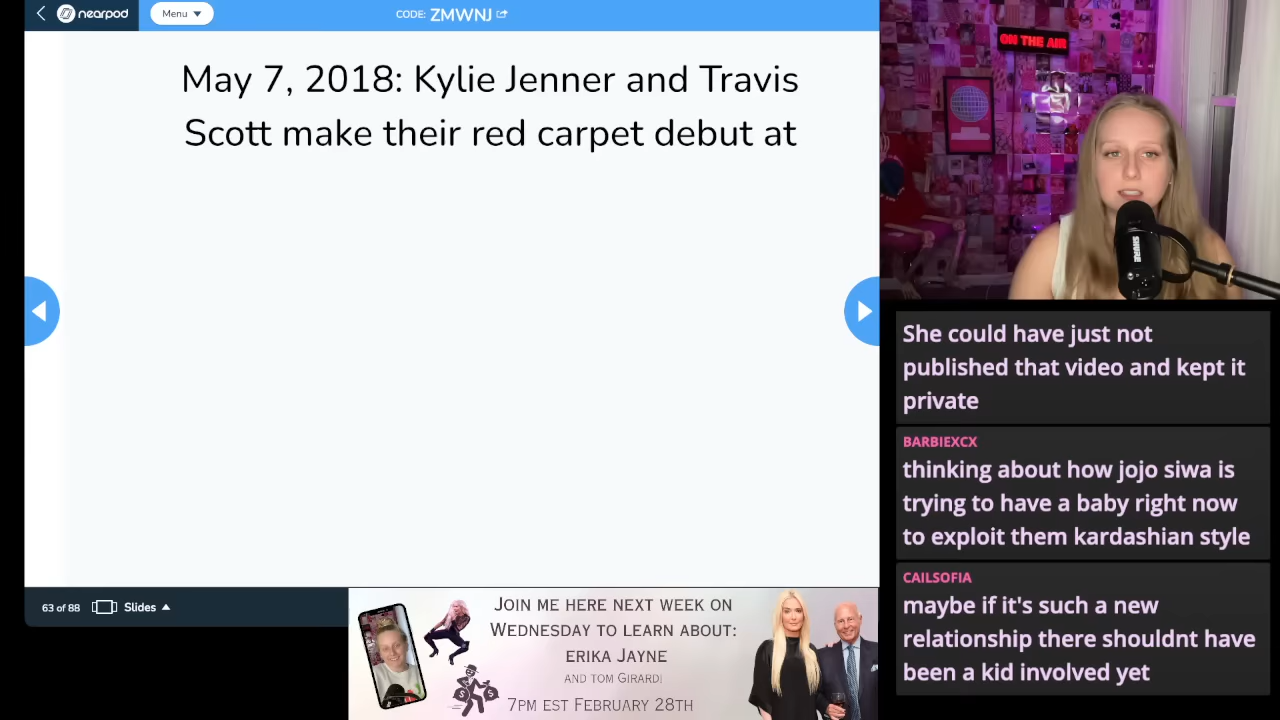 nearpod
Menu
CODE: ZMWNJ
May 7, 2018: Kylie Jenner and Travis
Scott make their red carpet debut at
63 of 88
Slides
JOIN ME HERE NEXT WEEK ON
WEDNESDAY TO LEARN ABOUT:
ERIKA JAYNE
AND TOM GIRARDI
7PM EST FEBRUARY 28TH
ON THE AIR
SHURE
She could have just not
published that video and kept it
private
BARBIEXCX
thinking about how jojo siwa is
trying to have a baby right now
to exploit them kardashian style
CAILSOFIA
maybe if it's such a new
relationship there shouldnt have
been a kid involved yet